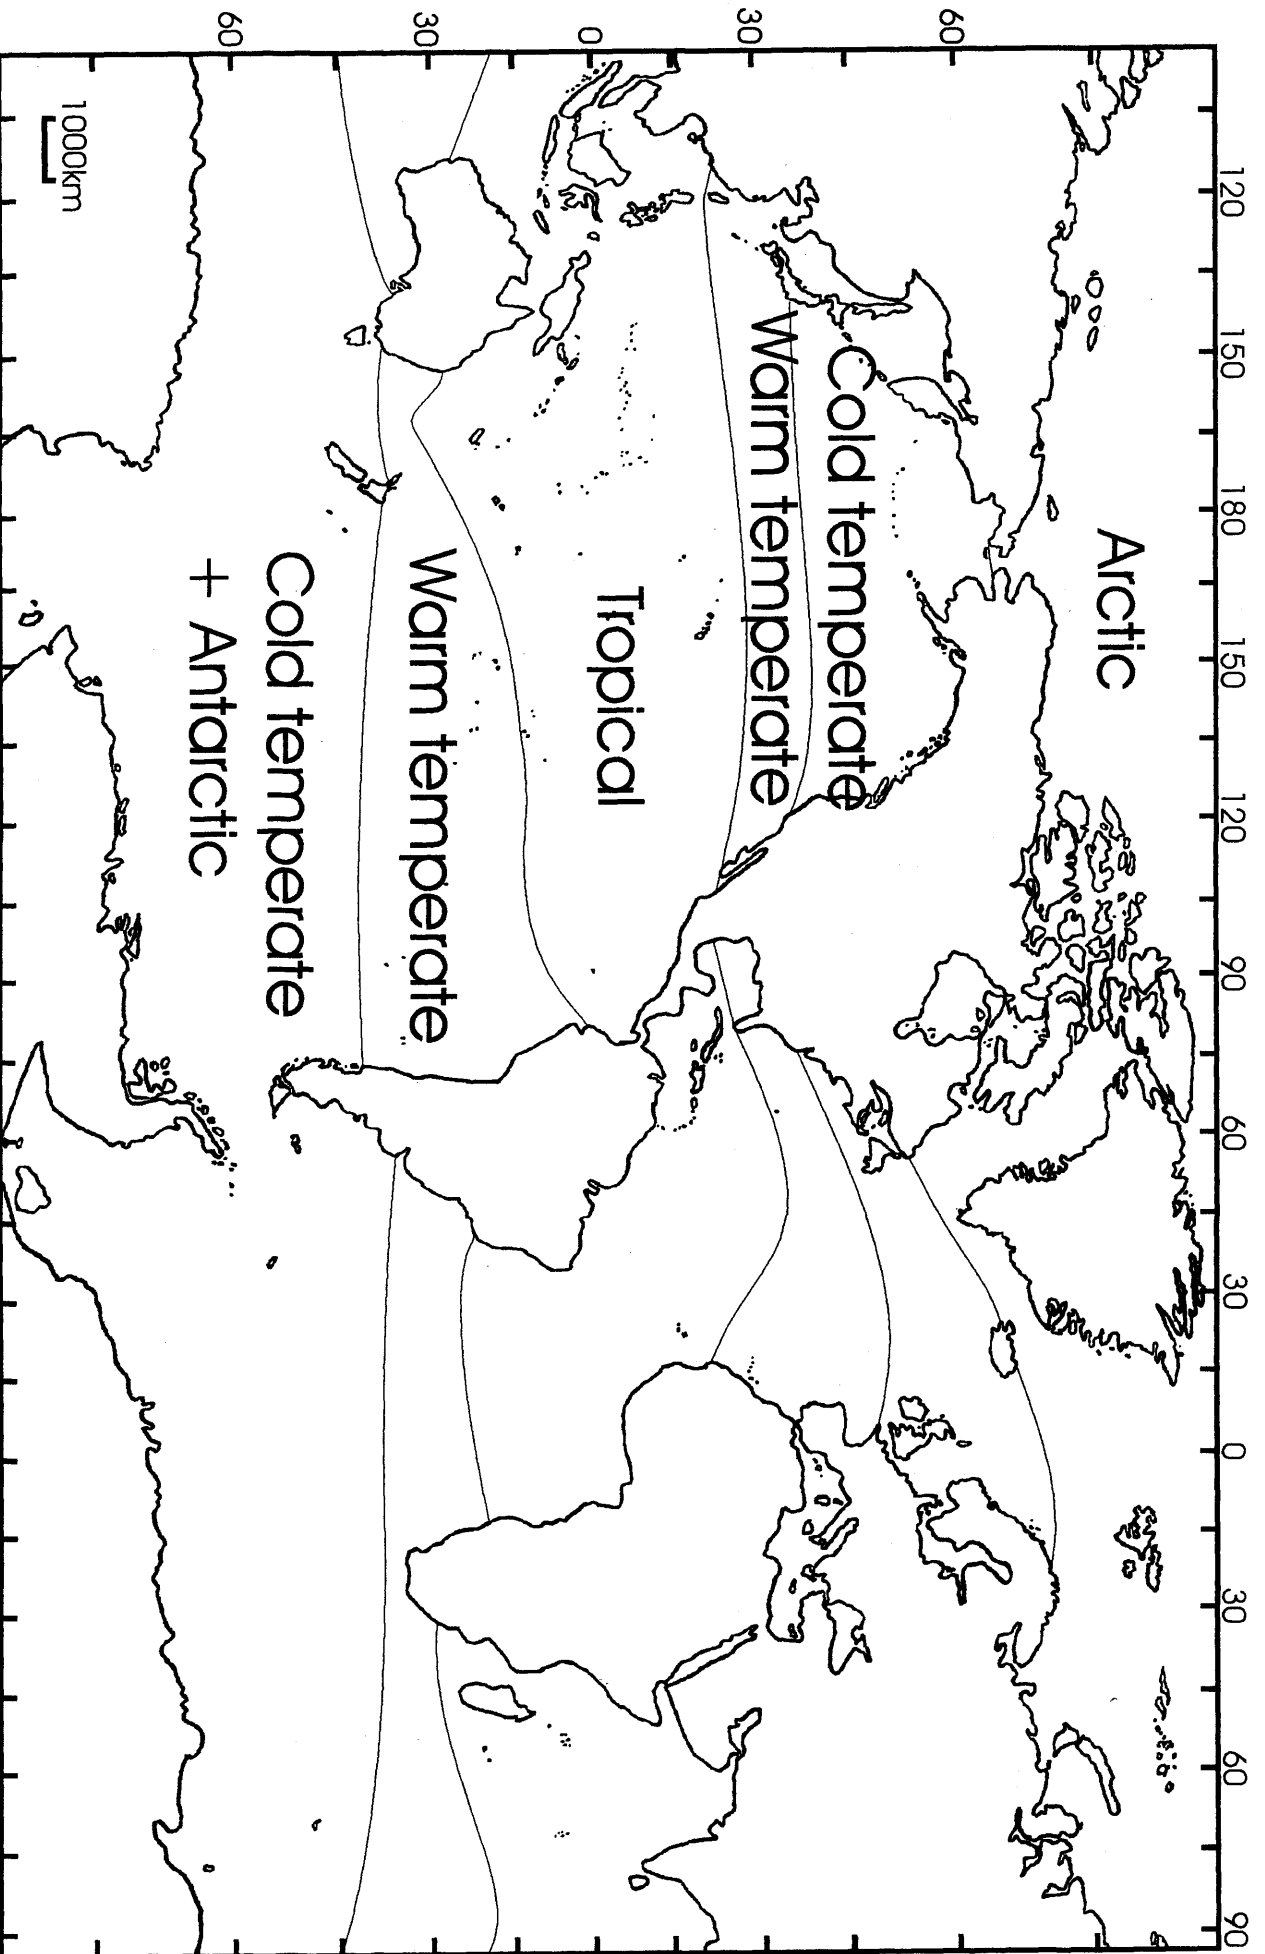 120 150 180 150 120 90 60 30 0 30 60 90
Arctic
60
Cold temperate
Warm temperate
30
Tropical
0
Warm temperate
30
Cold temperate
60
+ Antarctic
1000km